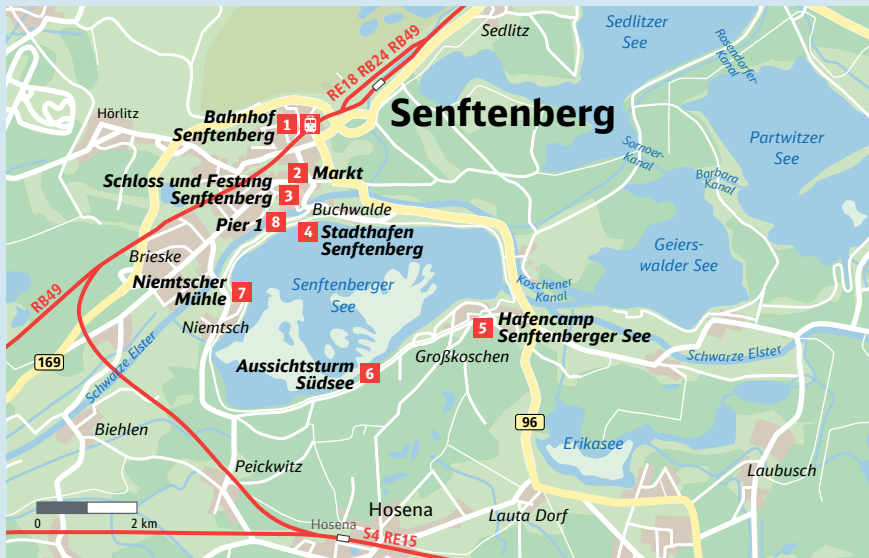 Sedlitz
Sedlitzer
See
Rosendorfer
Kanal
RE18 RB24 RB49
Senftenberg
Hörlitz
Bahnhof
Senftenberg
1
Partwitzer
See
Sornoer-
Kanal
Barbara
Kanal
2
Markt
Schloss und Festung
Senftenberg
3
Buchwalde
Pier 1
8
4
Stadthafen
Senftenberg
Geiers-
walder See
Brieske
RB49
Niemtscher
Mühle
7
Senftenberger
See
Koschener
Kanal
Niemtsch
5
Hafencamp
Senftenberger See
Großkoschen
Schwarze Elster
169
Schwarze Elster
Aussichtsturm
Südsee
6
96
Biehlen
Erikasee
Peickwitz
Laubusch
0
2 km
Hosena
Hosena
Lauta Dorf
S4 RE15